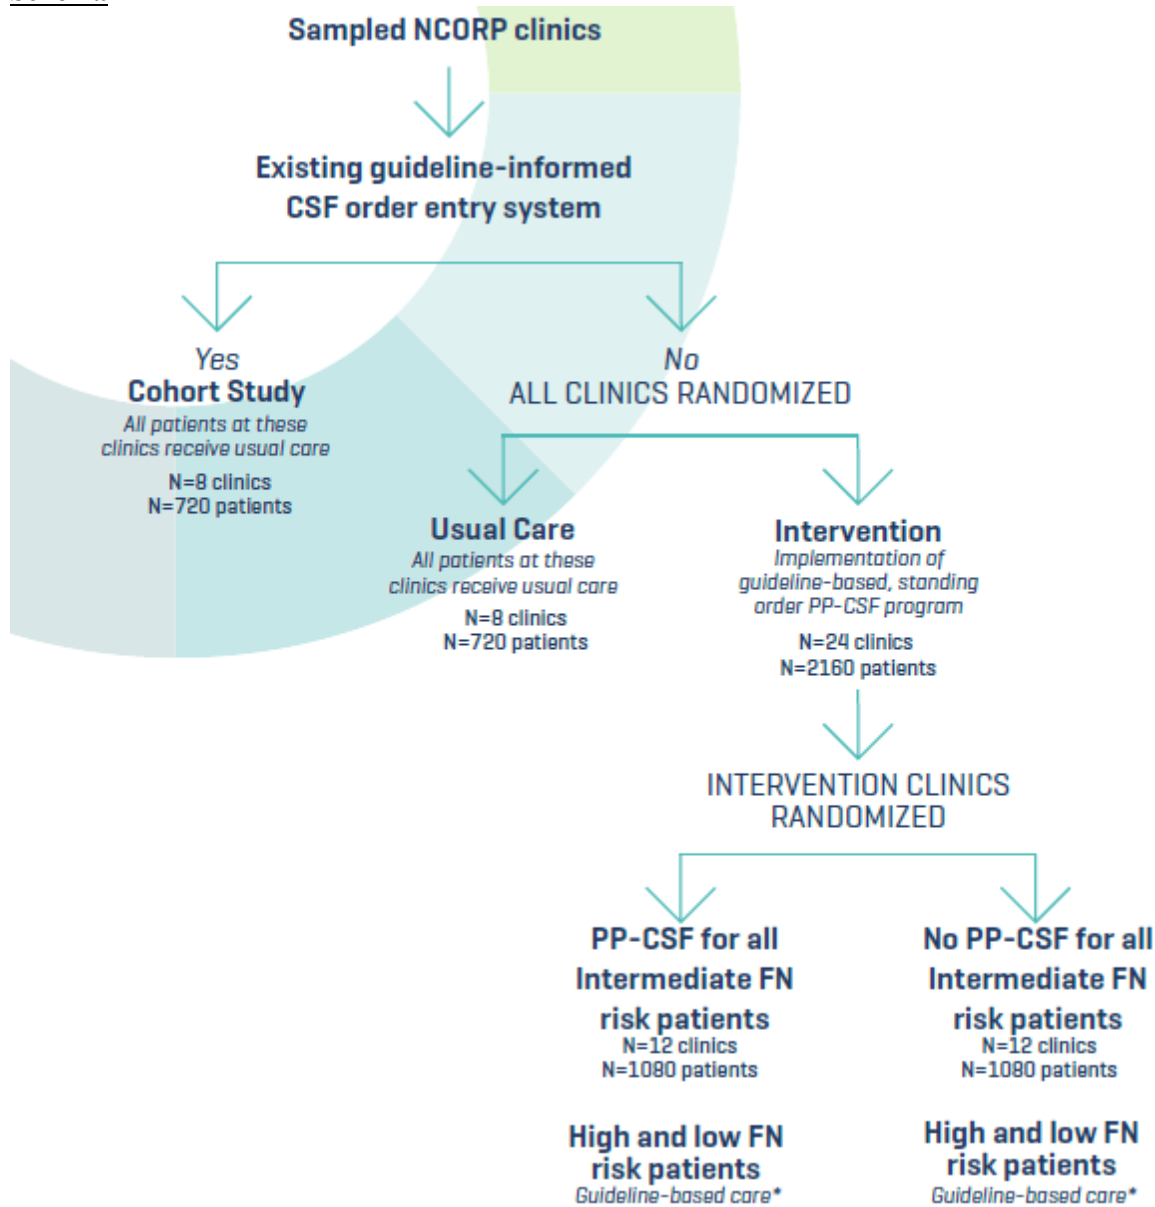 Sampled NCORP clinics
Existing guideline-informed
CSF order entry system
Yes
Cohort Study
All patients at these
clinics receive usual care
N=8 clinics
N=720 patients
No
ALL CLINICS RANDOMIZED
Usual Care
All patients at these
clinics receive usual care
N=8 clinics
N=720 patients
Intervention
Implementation of
guideline-based, standing
order PP-CSF program
N=24 clinics
N=2160 patients
INTERVENTION CLINICS
RANDOMIZED
PP-CSF for all
Intermediate FN
risk patients
N=12 clinics
N=1080 patients
High and low FN
risk patients
Guideline-based care*
No PP-CSF for all
Intermediate FN
risk patients
N=12 clinics
N=1080 patients
High and low FN
risk patients
Guideline-based care*